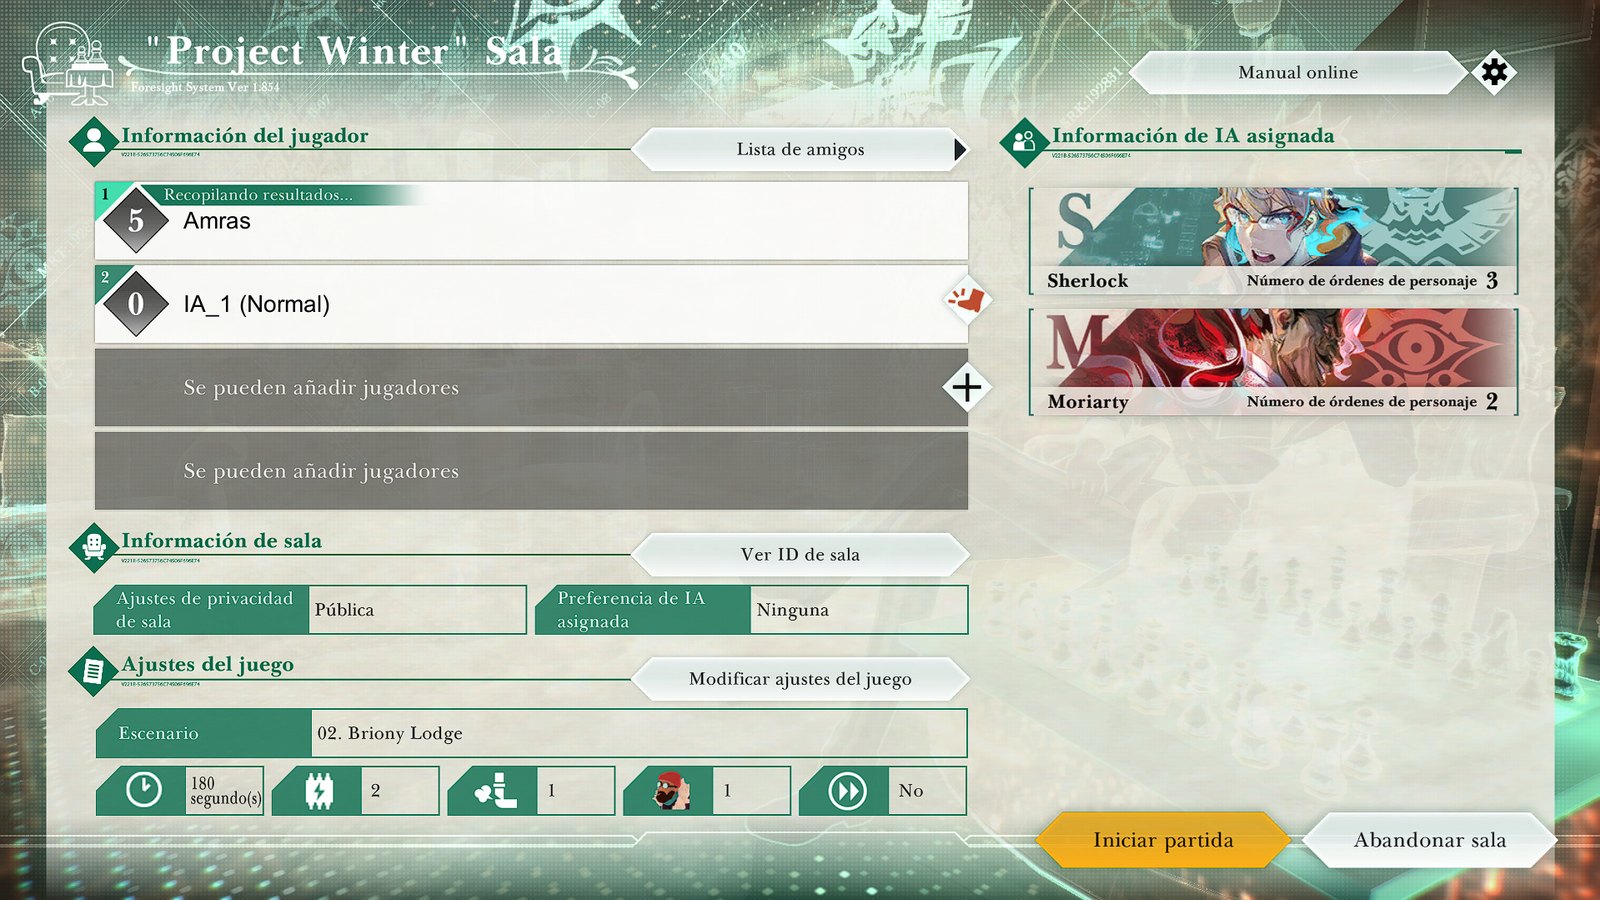 "Project Winter" Sala
Foresight System Ver 1.854
Manual online
Información del jugador
Lista de amigos
1
Recopilando resultados...
5
Amras
2
0
IA_1 (Normal)
Se pueden añadir jugadores
Se pueden añadir jugadores
Información de sala
Ver ID de sala
Ajustes de privacidad
de sala
Pública
Preferencia de IA
asignada
Ninguna
Ajustes del juego
Modificar ajustes del juego
Escenario
02. Briony Lodge
180
segundo(s)
2
1
1
No
Información de IA asignada
S
Sherlock
Número de órdenes de personaje 3
M
Moriarty
Número de órdenes de personaje 2
Iniciar partida
Abandonar sala